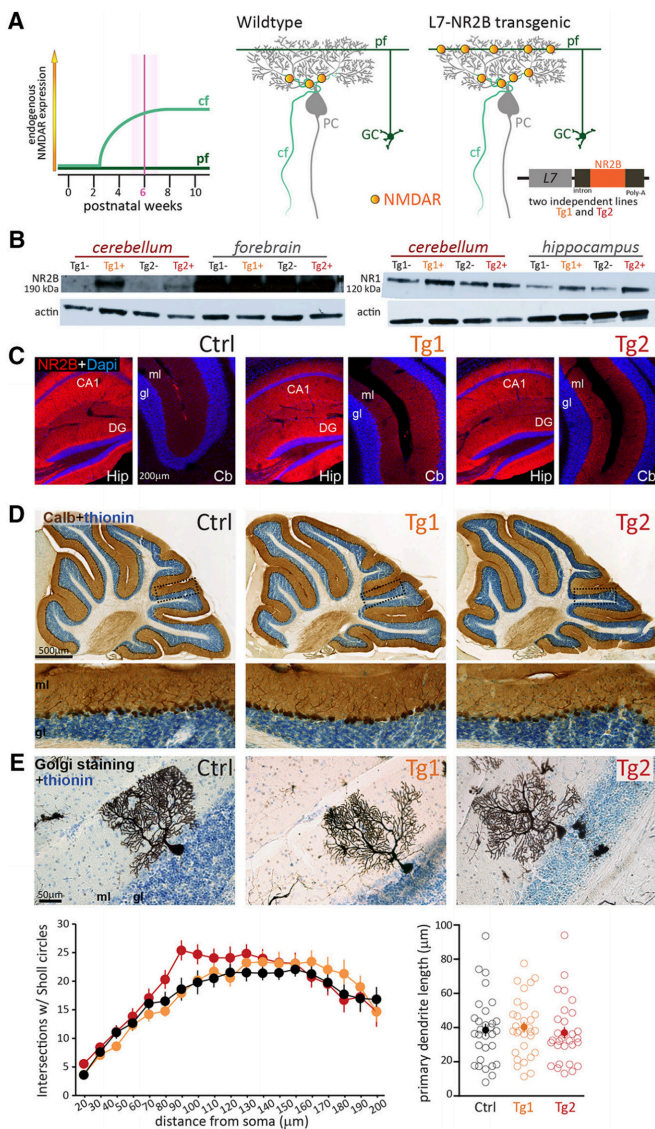 A
Wildtype
L7-NR2B transgenic
endogenous
NMDAR expression
cf
pf
0 2 4 6 8 10
postnatal weeks
pf
PC
GC
cf
NMDAR
pf
PC
GC
cf
L7
NR2B
Intron
Poly-A
two independent lines
Tg1 and Tg2
B
cerebellum
forebrain
Tg1- Tg1+ Tg2- Tg2+ Tg1- Tg1+ Tg2- Tg2+
NR2B
190 kDa
actin
cerebellum
hippocampus
Tg1- Tg1+ Tg2- Tg2+ Tg1- Tg1+ Tg2- Tg2+
NR1
120 kDa
actin
C
Ctrl
Tg1
Tg2
NR2B+Dapi
CA1
DG
Hip
ml
gl
200μm
Cb
CA1
DG
Hip
ml
gl
Cb
CA1
DG
Hip
ml
gl
Cb
D
Calb+thionin
Ctrl
Tg1
Tg2
500μm
ml
gl
E
Golgi staining
+thionin
Ctrl
Tg1
Tg2
50μm
ml
gl
Intersections w/ Sholl circles
30
25
20
15
10
5
0
20 30 40 50 60 70 80 90 100 110 120 130 140 150 160 170 180 190 200
distance from soma (μm)
primary dendrite length (μm)
100
80
60
40
20
0
Ctrl Tg1 Tg2